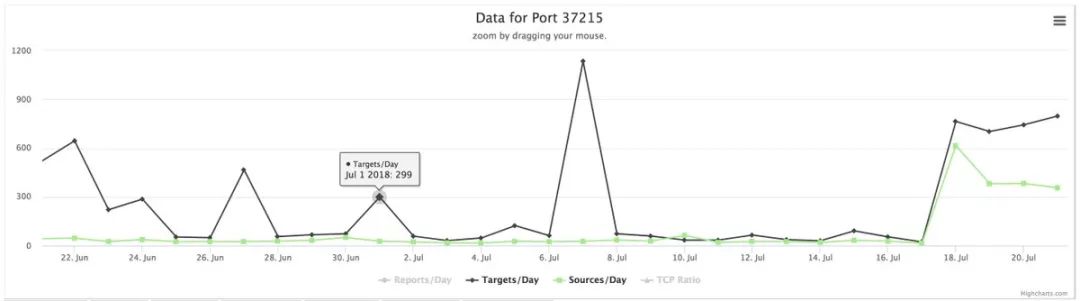 Data for Port 37215
zoom by dragging your mouse.
1200
900
600
300
0
Targets/Day
Jul 1 2018: 299
22. Jun 24. Jun 26. Jun 28. Jun 30. Jun 2. Jul 4. Jul 6. Jul 8. Jul 10. Jul 12. Jul 14. Jul 16. Jul 18. Jul 20. Jul
Reports/Day Targets/Day Sources/Day TCP Ratio
Highcharts.com